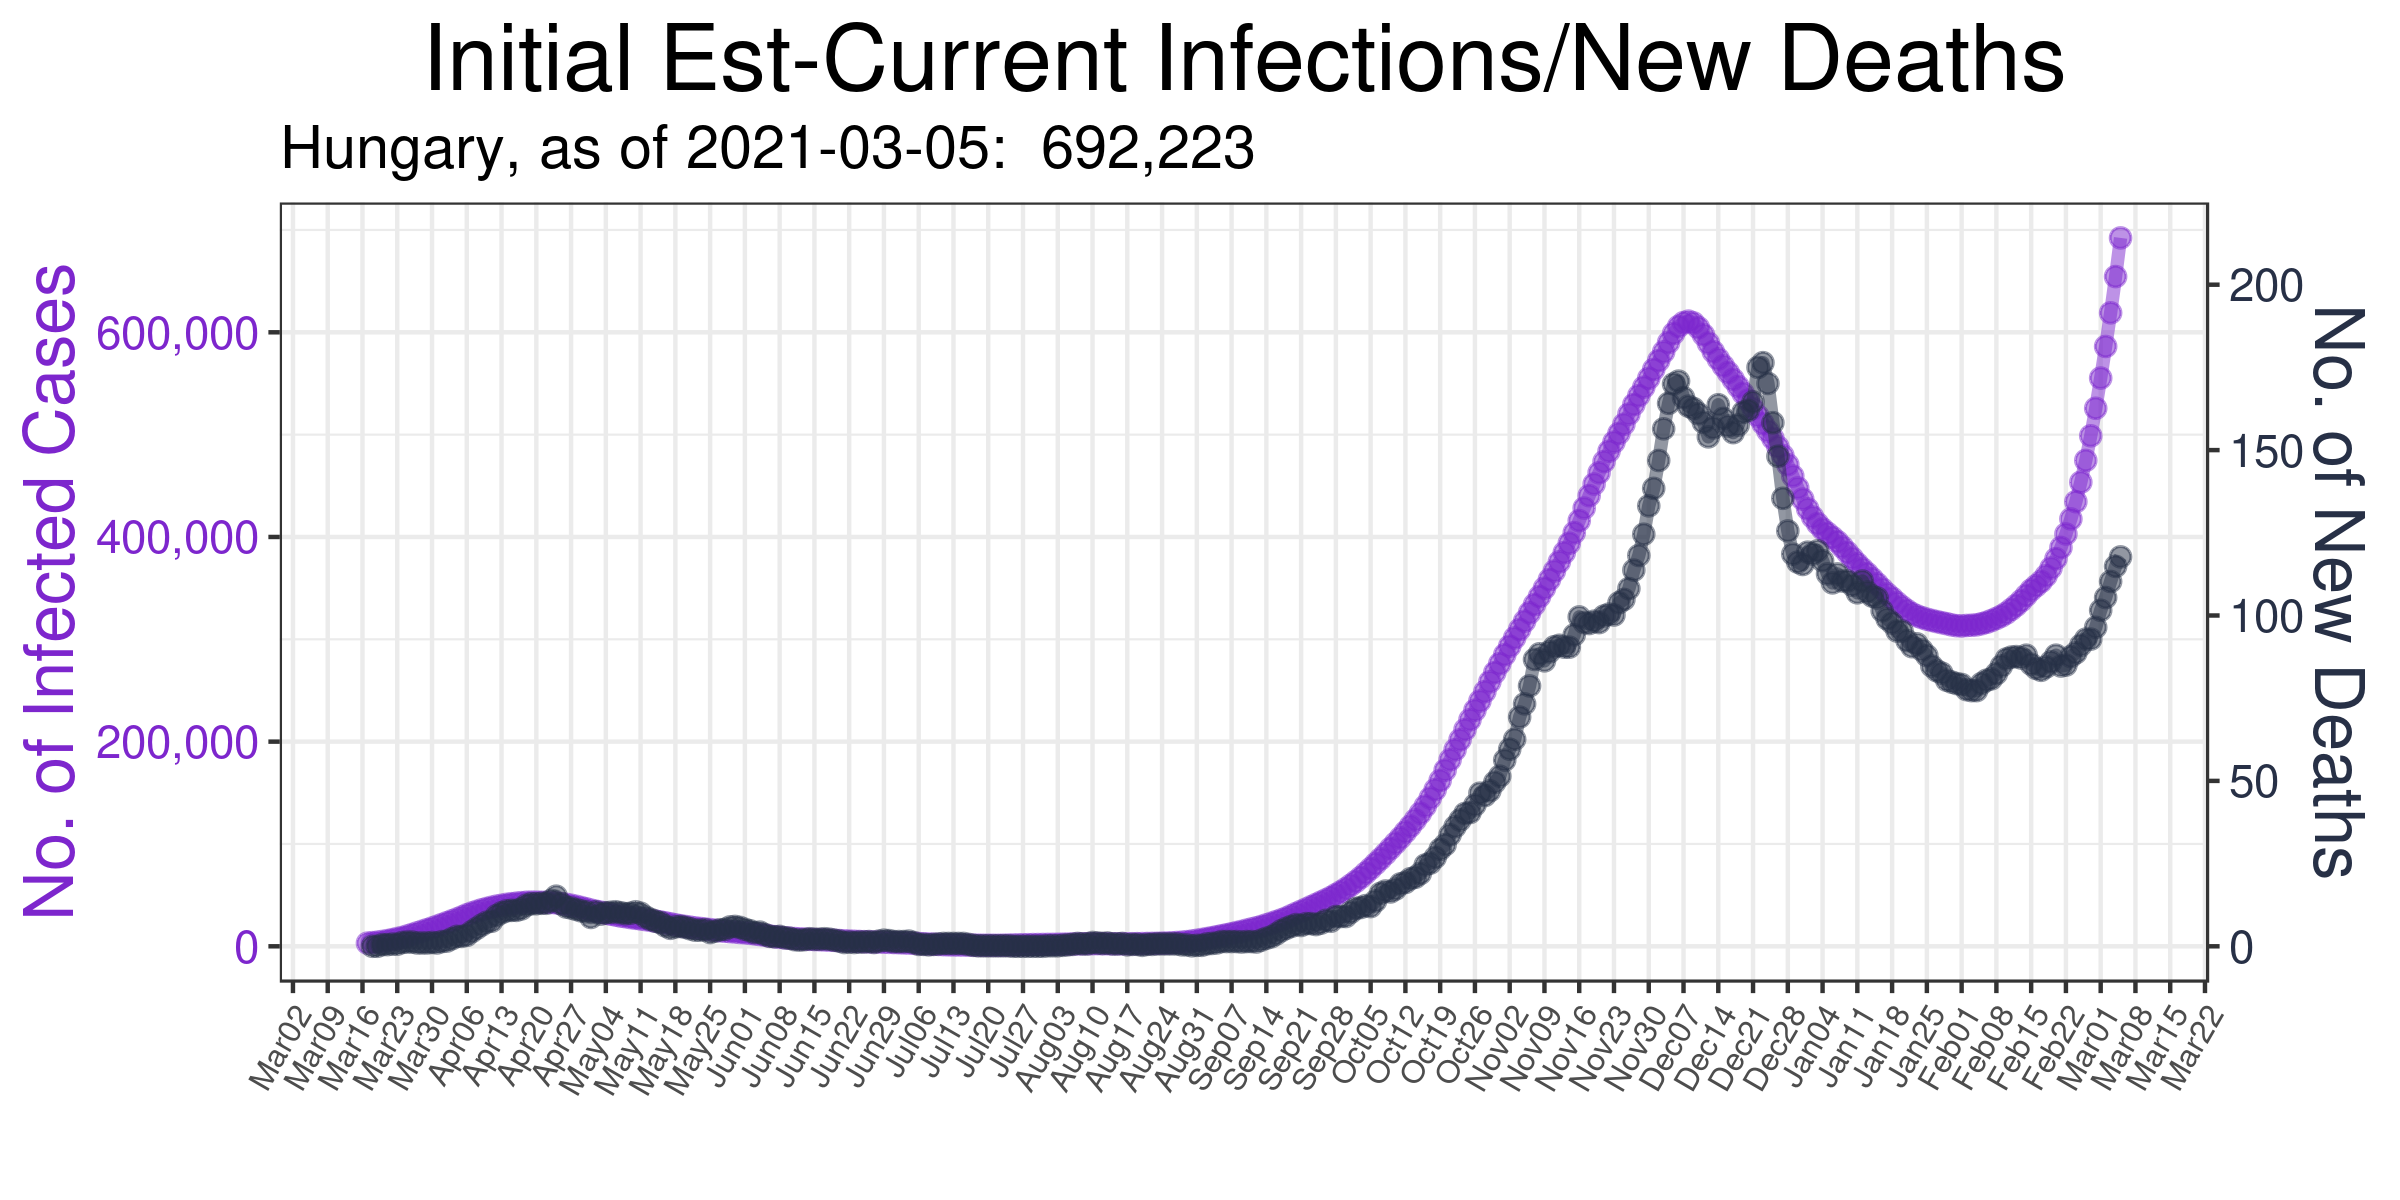 Initial Est-Current Infections/New Deaths
Hungary, as of 2021-03-05:  692,223
No. of Infected Cases
600,000
400,000
200,000
0
200
150
100
50
0
No. of New Deaths
Mar02
Mar09
Mar16
Mar23
Mar30
Apr06
Apr13
Apr20
Apr27
May04
May11
May18
May25
Jun01
Jun08
Jun15
Jun22
Jun29
Jul06
Jul13
Jul20
Jul27
Aug03
Aug10
Aug17
Aug24
Aug31
Sep07
Sep14
Sep21
Sep28
Oct05
Oct12
Oct19
Oct26
Nov02
Nov09
Nov16
Nov23
Nov30
Dec07
Dec14
Dec21
Dec28
Dec04
Jan11
Jan18
Jan25
Feb01
Feb08
Feb15
Feb22
Mar01
Mar08
Mar15
Mar22